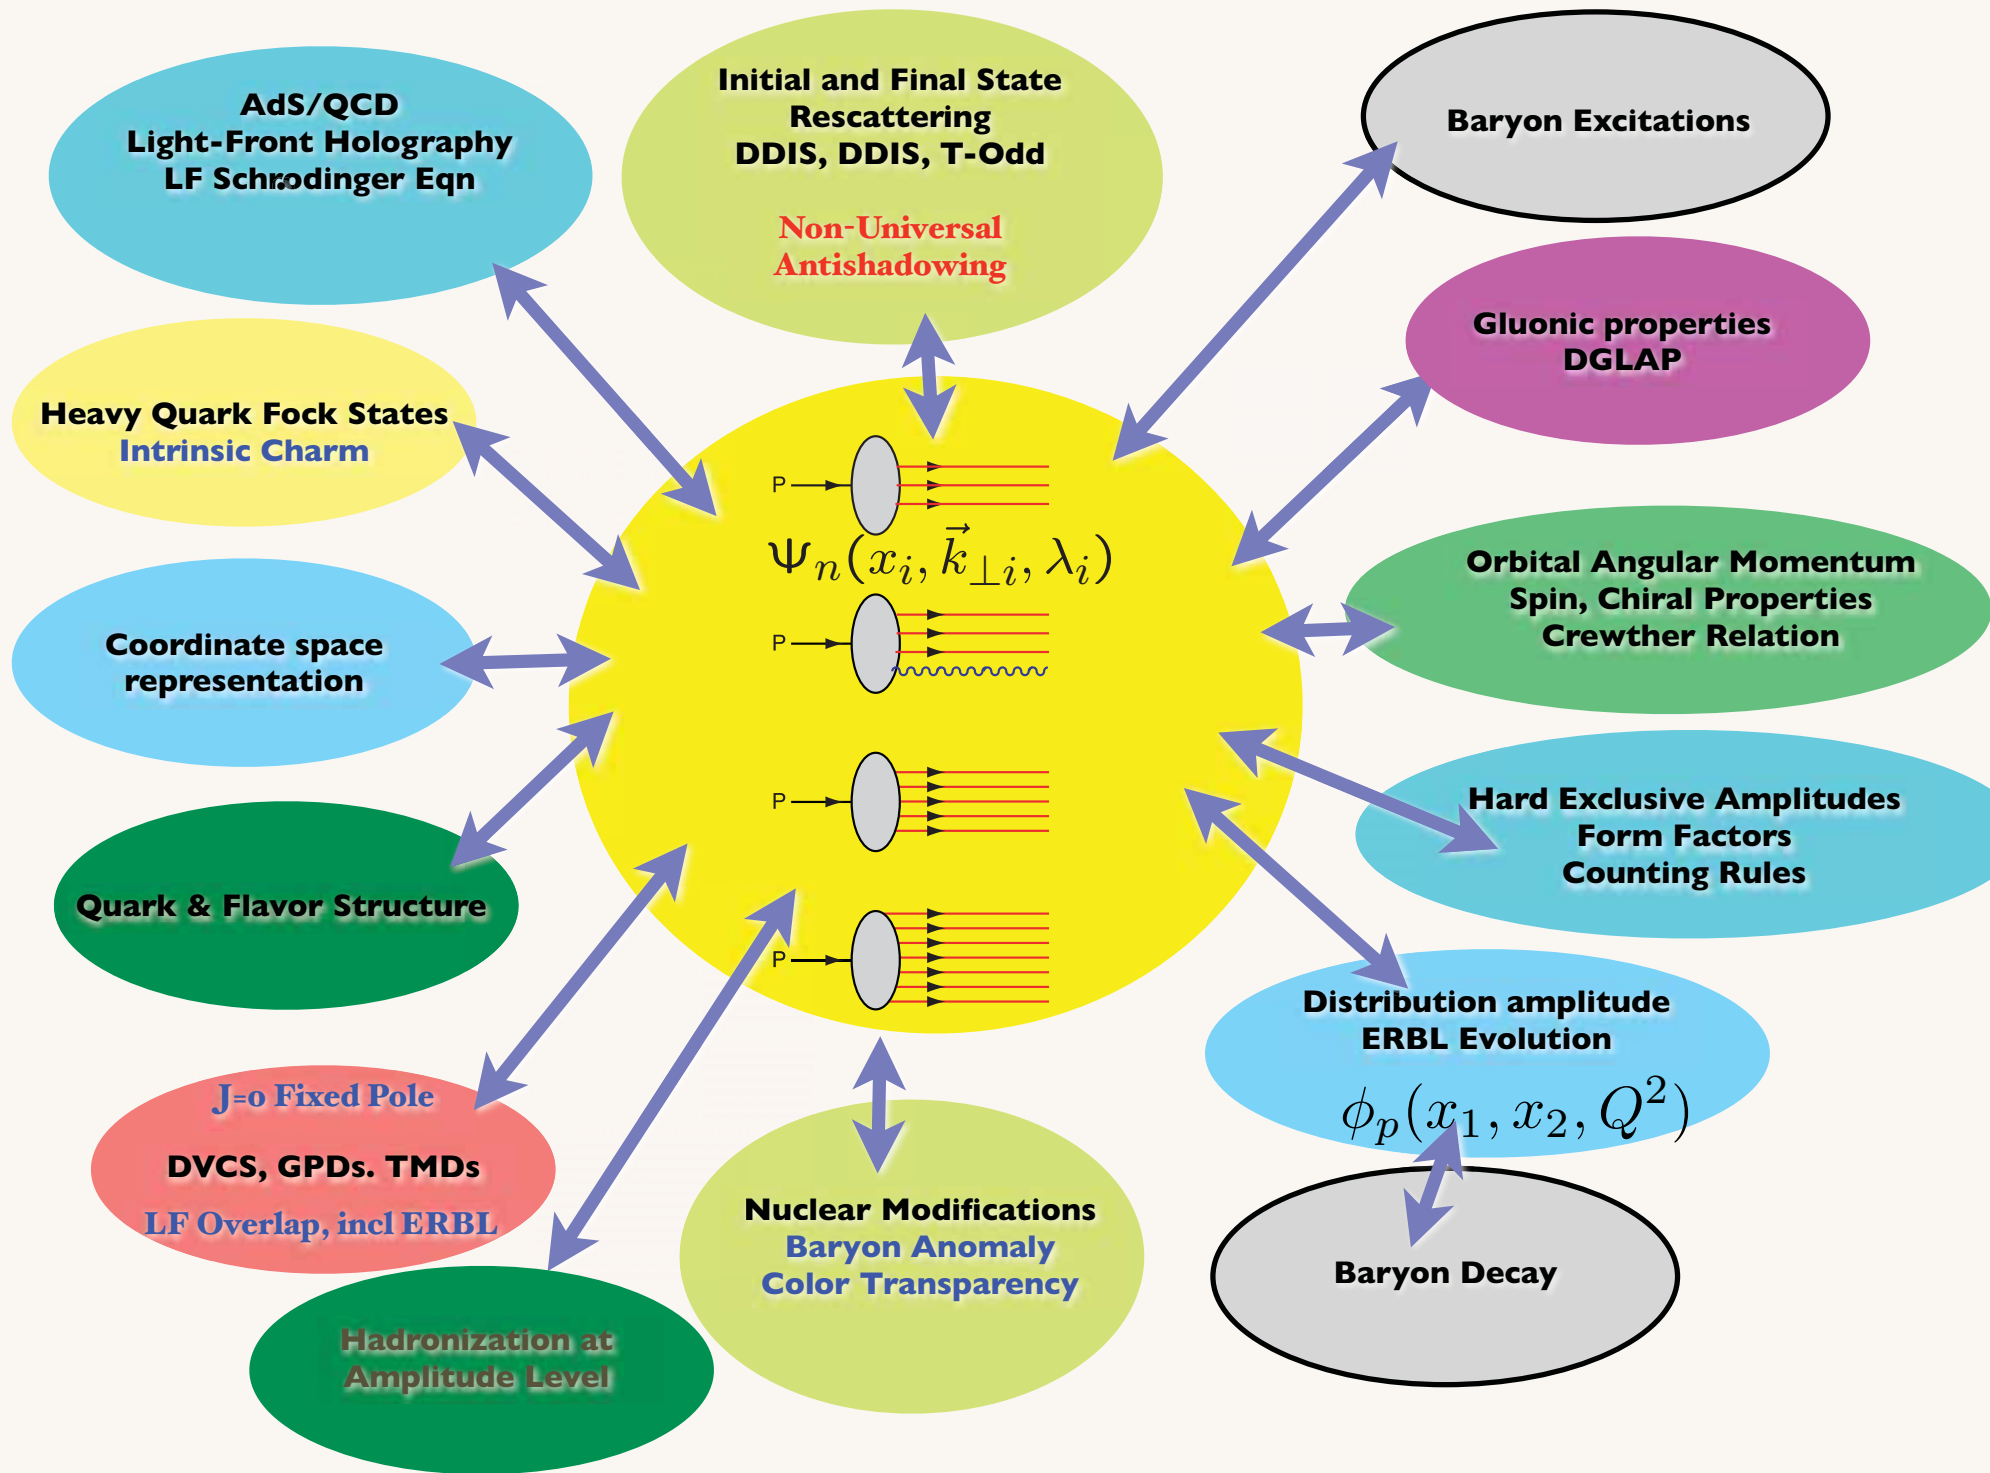 AdS/QCD
Light-Front Holography
LF Schrodinger Eqn
Initial and Final State
Rescattering
DDIS, DDIS, T-Odd
Non-Universal
Antishadowing
Baryon Excitations
Gluonic properties
DGLAP
Heavy Quark Fock States
Intrinsic Charm
P
Ψₙ(xᵢ, k⃗⊥ᵢ, λᵢ)
P
P
P
Orbital Angular Momentum
Spin, Chiral Properties
Crewther Relation
Coordinate space
representation
Hard Exclusive Amplitudes
Form Factors
Counting Rules
Quark & Flavor Structure
Distribution amplitude
ERBL Evolution
ϕₚ(x₁, x₂, Q²)
J=0 Fixed Pole
DVCS, GPDs. TMDs
LF Overlap, incl ERBL
Nuclear Modifications
Baryon Anomaly
Color Transparency
Baryon Decay
Hadronization at
Amplitude Level